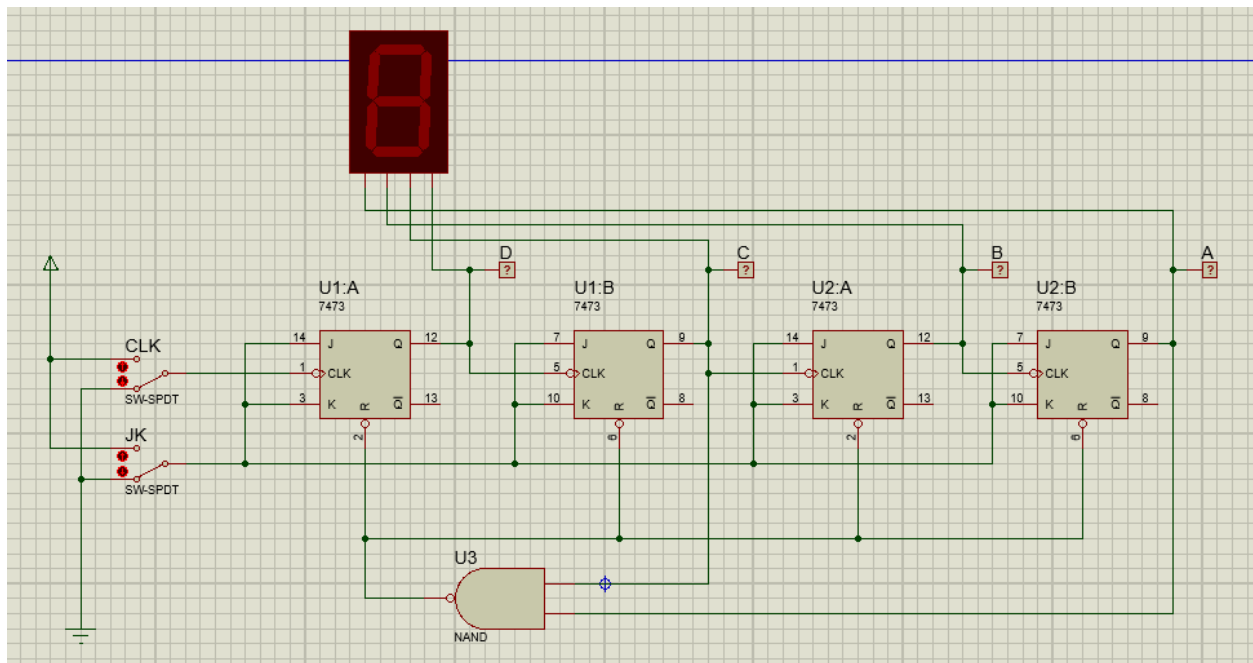 D
C
B
A
U1:A
7473
U1:B
7473
U2:A
7473
U2:B
7473
14
J
Q
12
7
J
Q
9
14
J
Q
12
7
J
Q
9
CLK
1
CLK
5
CLK
1
CLK
5
CLK
SW-SPDT
3
K
R
Q
13
10
K
R
Q
8
3
K
R
Q
13
10
K
R
Q
8
2
6
2
6
JK
SW-SPDT
U3
NAND
?
?
?
?